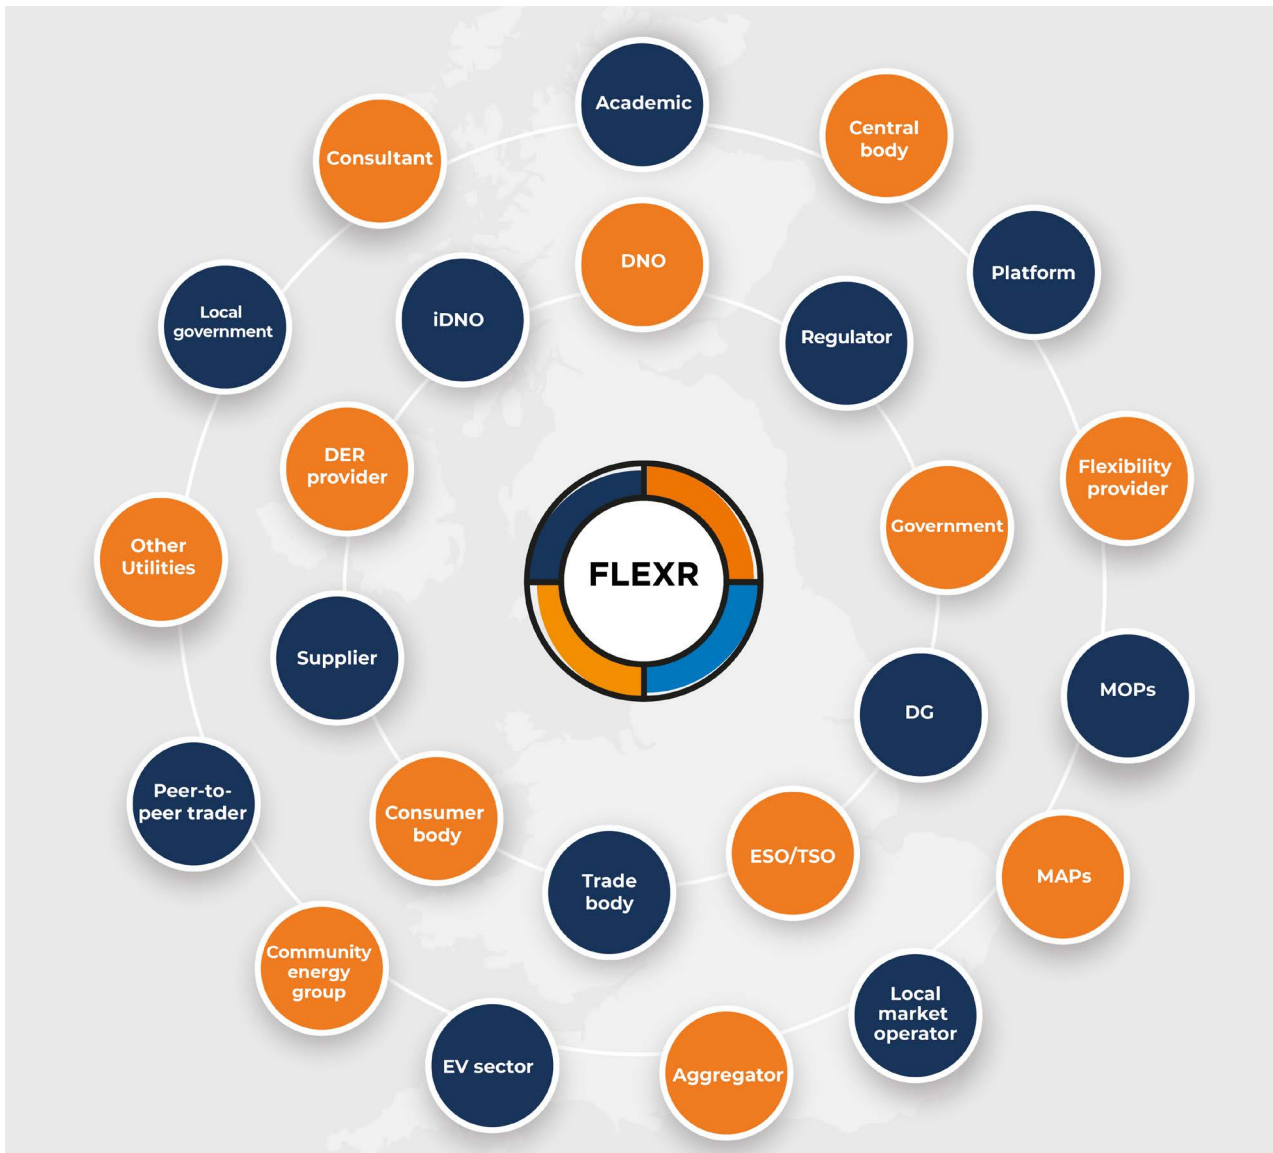 Academic
Central
body
Consultant
Platform
DNO
iDNO
Regulator
Local
government
DER
provider
Flexibility
provider
Government
Other
Utilities
FLEXR
Supplier
MOPs
DG
Peer-to-
peer trader
Consumer
body
ESO/TSO
MAPs
Trade
body
Community
energy
group
Local
market
operator
EV sector
Aggregator